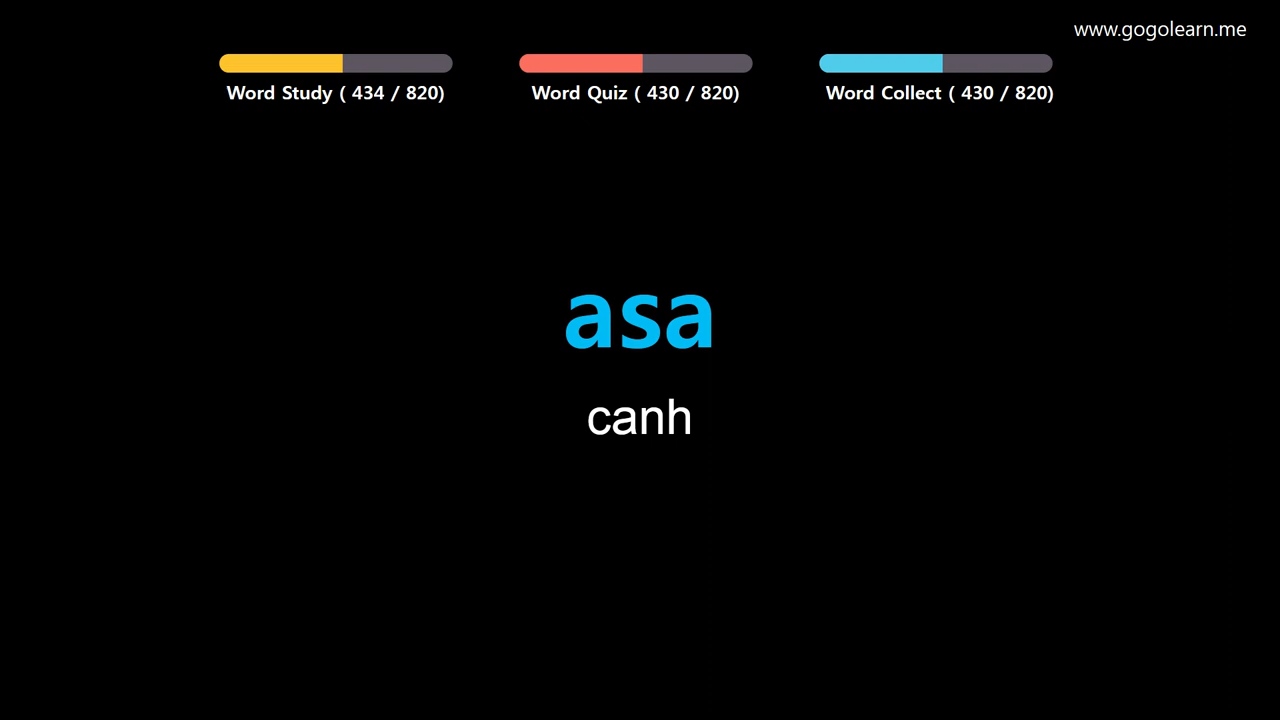 www.gogolearn.me
Word Study ( 434 / 820)
Word Quiz ( 430 / 820)
Word Collect ( 430 / 820)
asa
canh